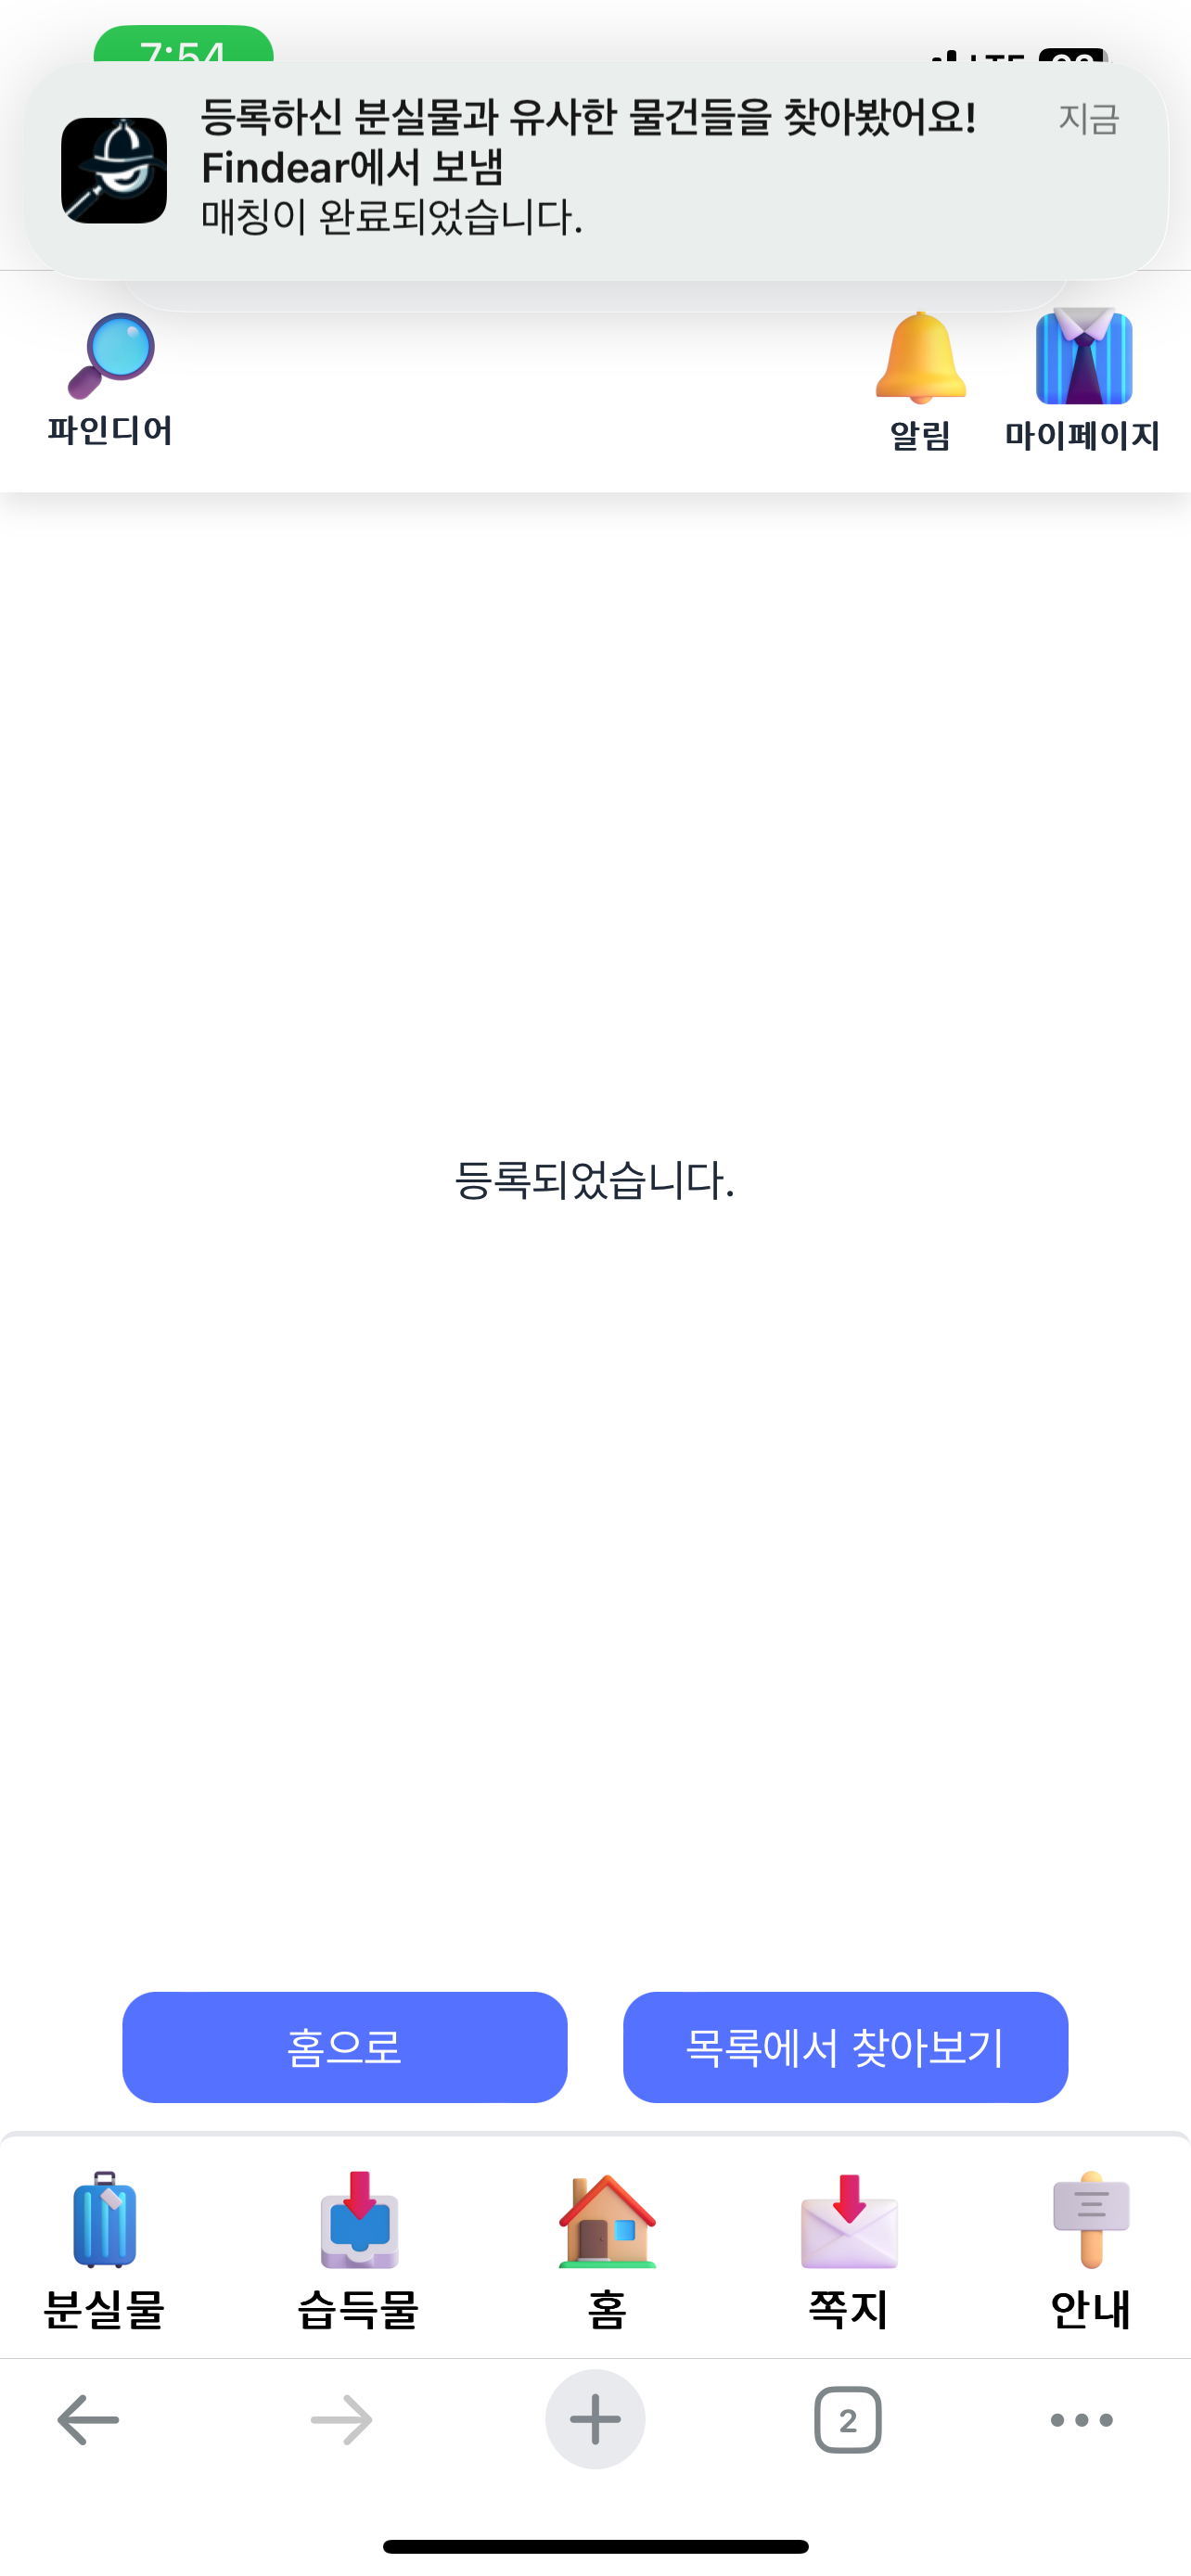 7:54
등록하신 분실물과 유사한 물건들을 찾아봤어요!
지금
Findear에서 보냄
매칭이 완료되었습니다.
파인디어
알림
마이페이지
등록되었습니다.
홈으로
목록에서 찾아보기
분실물
습득물
홈
쪽지
안내
2